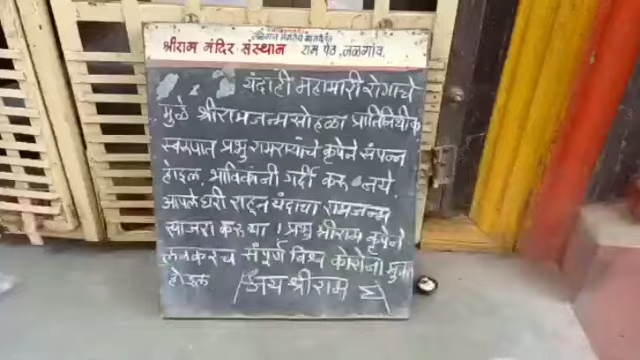 श्रीराम मंदिर संस्थान राम पेठ, जळगांव.
यंदाही महामारी रोगाचे
मुळे श्रीरामजन्मसोहळा प्रातिनिधीक
स्वरूपात प्रभु रामरायांचे कृपेने संपन्न
होईल. भाविकांनी गर्दी करू नये.
आपले घरी राहून यंदाचा रामजन्म
साजरा करूया ! प्रभु श्रीराम कृपेने
लवकरच संपूर्ण विश्व कोरोना मुक्त
होईल जय श्रीराम